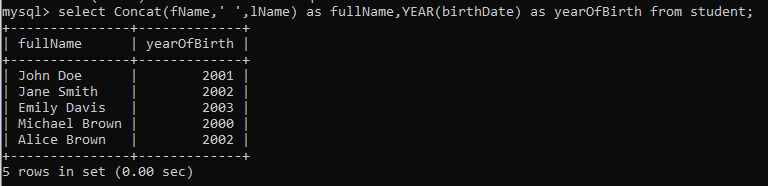 mysql> select Concat(fName,' ',lName) as fullName,YEAR(birthDate) as yearOfBirth from student;
+---------------+-------------+
| fullName      | yearOfBirth |
+---------------+-------------+
| John Doe      |        2001 |
| Jane Smith    |        2002 |
| Emily Davis   |        2003 |
| Michael Brown |        2000 |
| Alice Brown   |        2002 |
+---------------+-------------+
5 rows in set (0.00 sec)